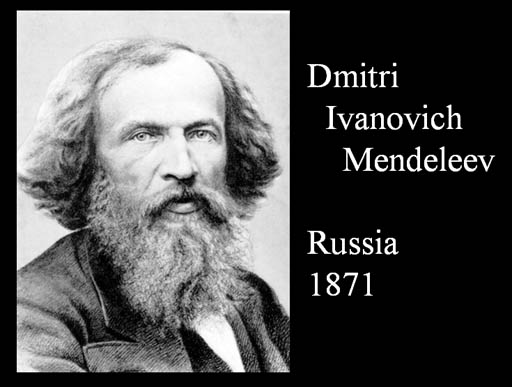 Dmitri
Ivanovich
Mendeleev
Russia
1871